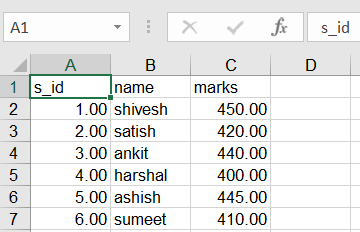 A1 fx s_id
A B C D
1 s_id name marks
2 1.00 shivesh 450.00
3 2.00 satish 420.00
4 3.00 ankit 440.00
5 4.00 harshal 400.00
6 5.00 ashish 445.00
7 6.00 sumeet 410.00